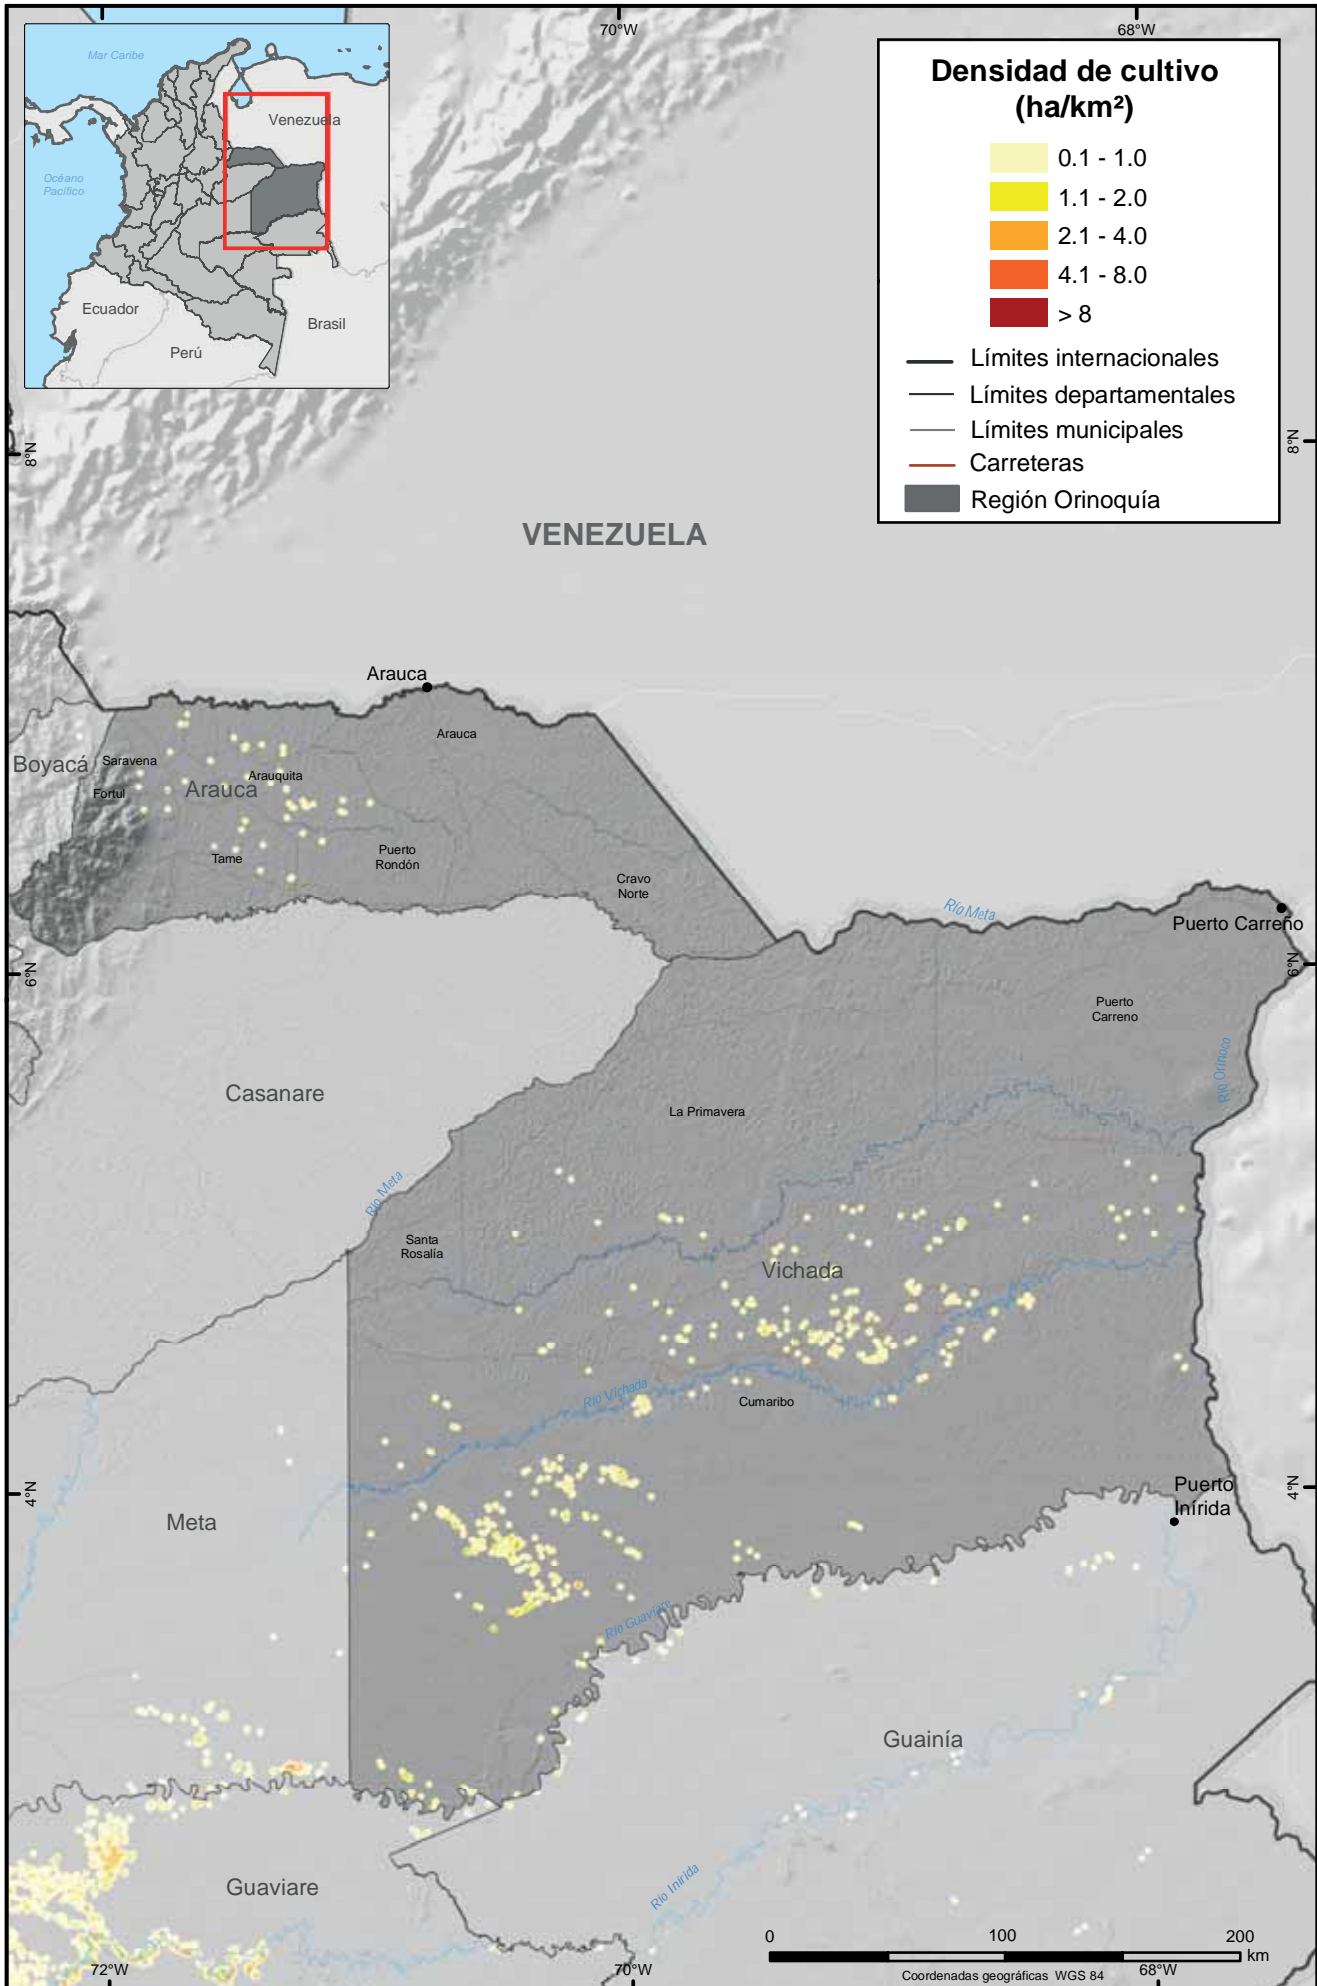 70°W
68°W
Mar Caribe
Venezuela
Océano
Pacífico
Ecuador
Perú
Brasil
Densidad de cultivo
(ha/km²)
0.1 - 1.0
1.1 - 2.0
2.1 - 4.0
4.1 - 8.0
> 8
Límites internacionales
Límites departamentales
Límites municipales
Carreteras
Región Orinoquía
8°N
8°N
VENEZUELA
Arauca
Arauca
Boyacá
Saravena
Arauquita
Fortul
Arauca
Tame
Puerto
Rondón
Cravo
Norte
Río Meta
Puerto Carreño
6°N
6°N
Puerto
Carreno
Río Orinoco
Casanare
La Primavera
Río Meta
Santa
Rosalía
Vichada
Río Vichada
Cumaribo
4°N
4°N
Puerto
Inírida
Meta
Río Guaviare
Guainía
Guaviare
Río Inírida
0
100
200
km
Coordenadas geográficas WGS 84
72°W
70°W
68°W